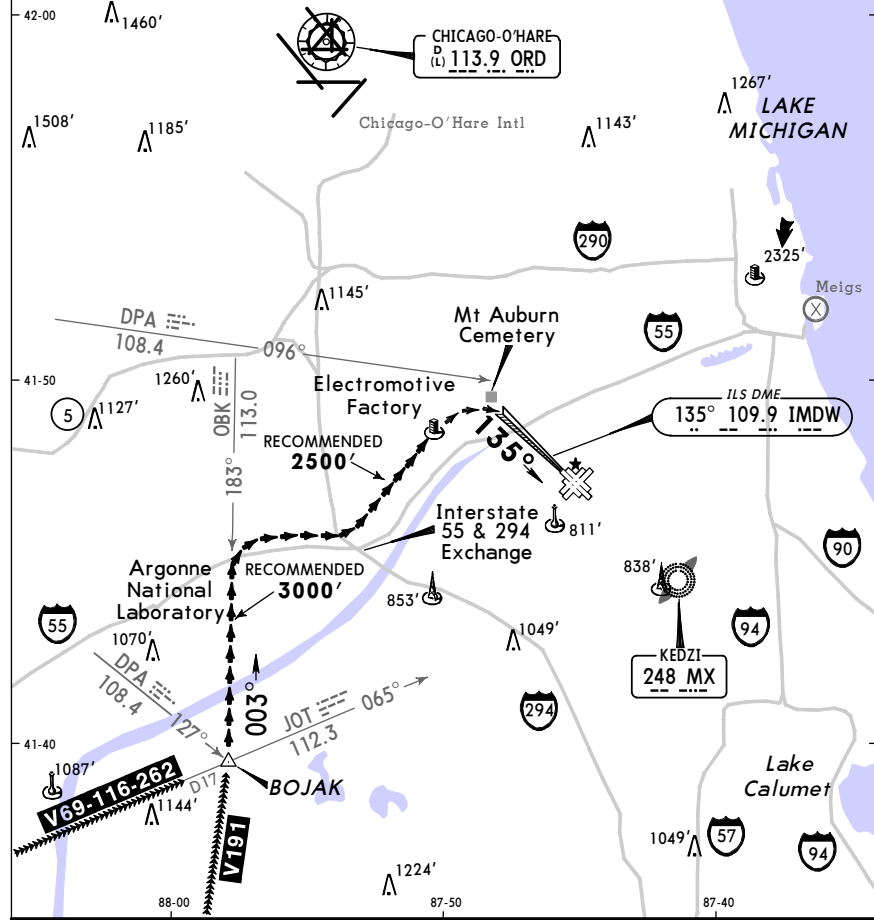 42-00
1460'
CHICAGO-O'HARE
D
(L) 113.9 ORD
1267'
LAKE
MICHIGAN
1508'
1185'
Chicago-O'Hare Intl
1143'
290
2325'
Meigs
1145'
55
DPA
108.4
096°
Mt Auburn
Cemetery
41-50
1260'
Electromotive
Factory
5
1127'
OBK
113.0
183°
RECOMMENDED
2500'
135°
ILS DME
135° 109.9 IMDW
Interstate
55 & 294
Exchange
811'
90
Argonne
National
Laboratory
RECOMMENDED
3000'
853'
838'
55
1070'
1049'
94
KEDZI
248 MX
DPA
108.4
127°
003°
JOT
112.3
065°
294
41-40
1087'
V69-116-262
D17
BOJAK
1144'
V191
Lake
Calumet
1049'
57
94
1224'
88-00
87-50
87-40